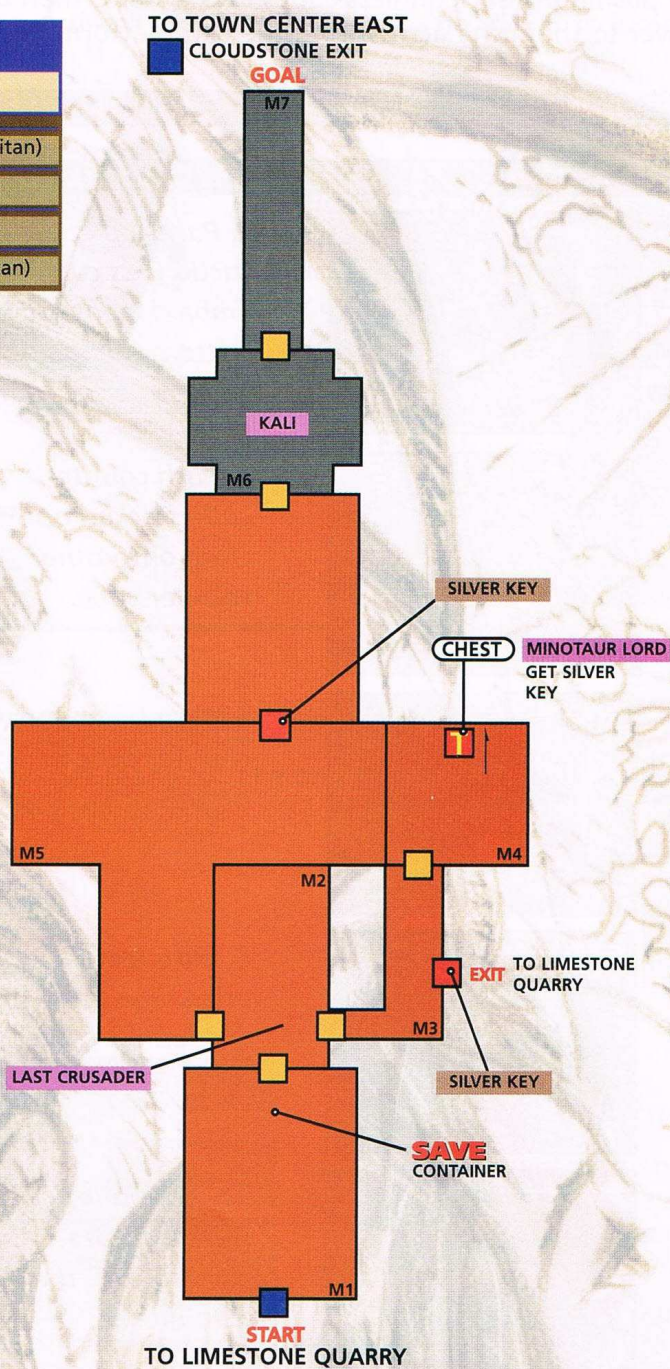 TO TOWN CENTER EAST
CLOUDSTONE EXIT
GOAL
M7
itan)
an)
KALI
M6
SILVER KEY
CHEST
MINOTAUR LORD
GET SILVER
KEY
M5
M4
M2
EXIT
TO LIMESTONE
QUARRY
M3
LAST CRUSADER
SILVER KEY
SAVE
CONTAINER
M1
START
TO LIMESTONE QUARRY